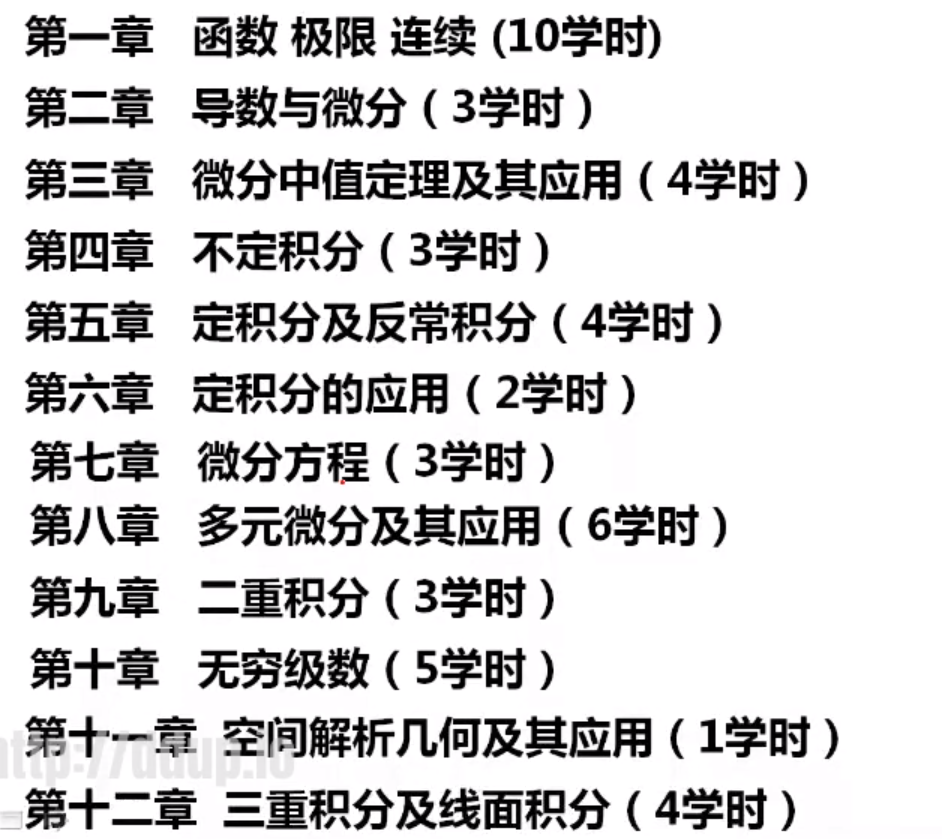 第一章 函数 极限 连续 (10学时)
第二章 导数与微分（3学时）
第三章 微分中值定理及其应用（4学时）
第四章 不定积分（3学时）
第五章 定积分及反常积分（4学时）
第六章 定积分的应用（2学时）
第七章 微分方程（3学时）
第八章 多元微分及其应用（6学时）
第九章 二重积分（3学时）
第十章 无穷级数（5学时）
第十一章 空间解析几何及其应用（1学时）
第十二章 三重积分及线面积分（4学时）